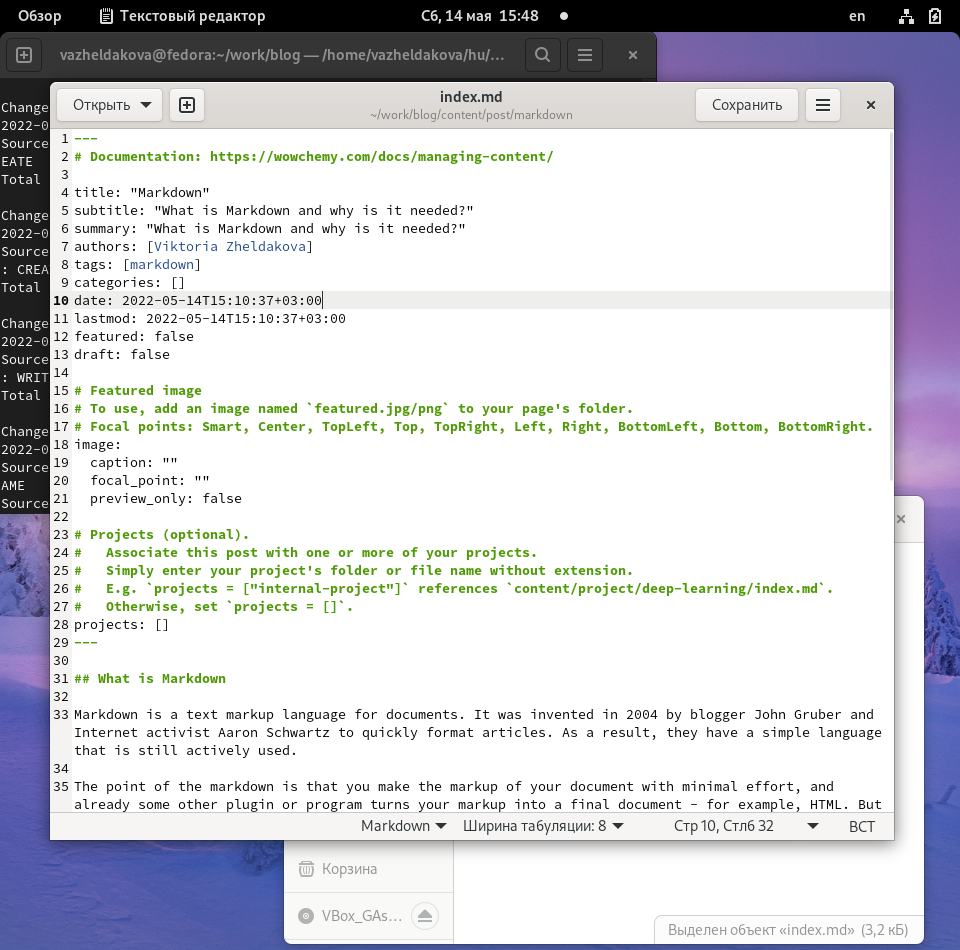 Обзор Текстовый редактор Сб, 14 мая 15:48 en
vazheldakova@fedora:~/work/blog — /home/vazheldakova/hu/...
Открыть index.md Сохранить
~/work/blog/content/post/markdown
Change
2022-0
Source
EATE
Total
Change
2022-0
Source
: CREA
Total
Change
2022-0
Source
: WRIT
Total
Change
2022-0
Source
AME
Source
1 ---
2 # Documentation: https://wowchemy.com/docs/managing-content/
3
4 title: "Markdown"
5 subtitle: "What is Markdown and why is it needed?"
6 summary: "What is Markdown and why is it needed?"
7 authors: [Viktoria Zheldakova]
8 tags: [markdown]
9 categories: []
10 date: 2022-05-14T15:10:37+03:00
11 lastmod: 2022-05-14T15:10:37+03:00
12 featured: false
13 draft: false
14
15 # Featured image
16 # To use, add an image named `featured.jpg/png` to your page's folder.
17 # Focal points: Smart, Center, TopLeft, Top, TopRight, Left, Right, BottomLeft, Bottom, BottomRight.
18 image:
19   caption: ""
20   focal_point: ""
21   preview_only: false
22
23 # Projects (optional).
24 #   Associate this post with one or more of your projects.
25 #   Simply enter your project's folder or file name without extension.
26 #   E.g. `projects = ["internal-project"]` references `content/project/deep-learning/index.md`.
27 #   Otherwise, set `projects = []`.
28 projects: []
29 ---
30
31 ## What is Markdown
32
33 Markdown is a text markup language for documents. It was invented in 2004 by blogger John Gruber and
Internet activist Aaron Schwartz to quickly format articles. As a result, they have a simple language
that is still actively used.
34
35 The point of the markdown is that you make the markup of your document with minimal effort, and
already some other plugin or program turns your markup into a final document – for example, HTML. But
Markdown Ширина табуляции: 8 Стр 10, Стлб 32 ВСТ
Корзина
VBox_GAs...
Выделен объект «index.md» (3,2 кБ)